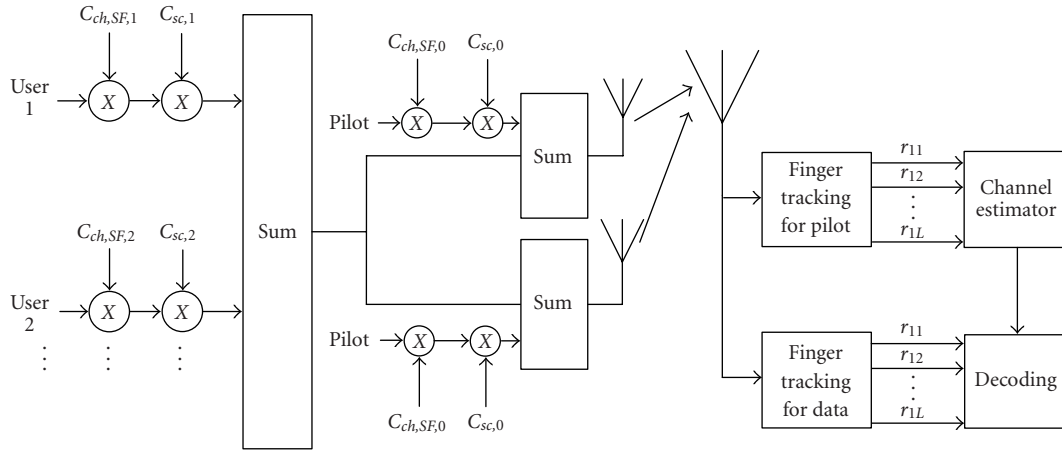 C_{ch,SF,1}
C_{sc,1}
User
1
X
X
C_{ch,SF,2}
C_{sc,2}
User
2
X
X
⋮
⋮
⋮
Sum
C_{ch,SF,0}
C_{sc,0}
Pilot
X
X
Sum
Sum
Pilot
X
X
C_{ch,SF,0}
C_{sc,0}
Finger
tracking
for pilot
r_{11}
r_{12}
⋮
r_{1L}
Channel
estimator
Finger
tracking
for data
r_{11}
r_{12}
⋮
r_{1L}
Decoding